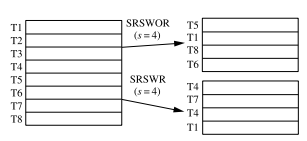 T1
T2
T3
T4
T5
T6
T7
T8
SRSWOR
(s = 4)
SRSWR
(s = 4)
T5
T1
T8
T6
T4
T7
T4
T1